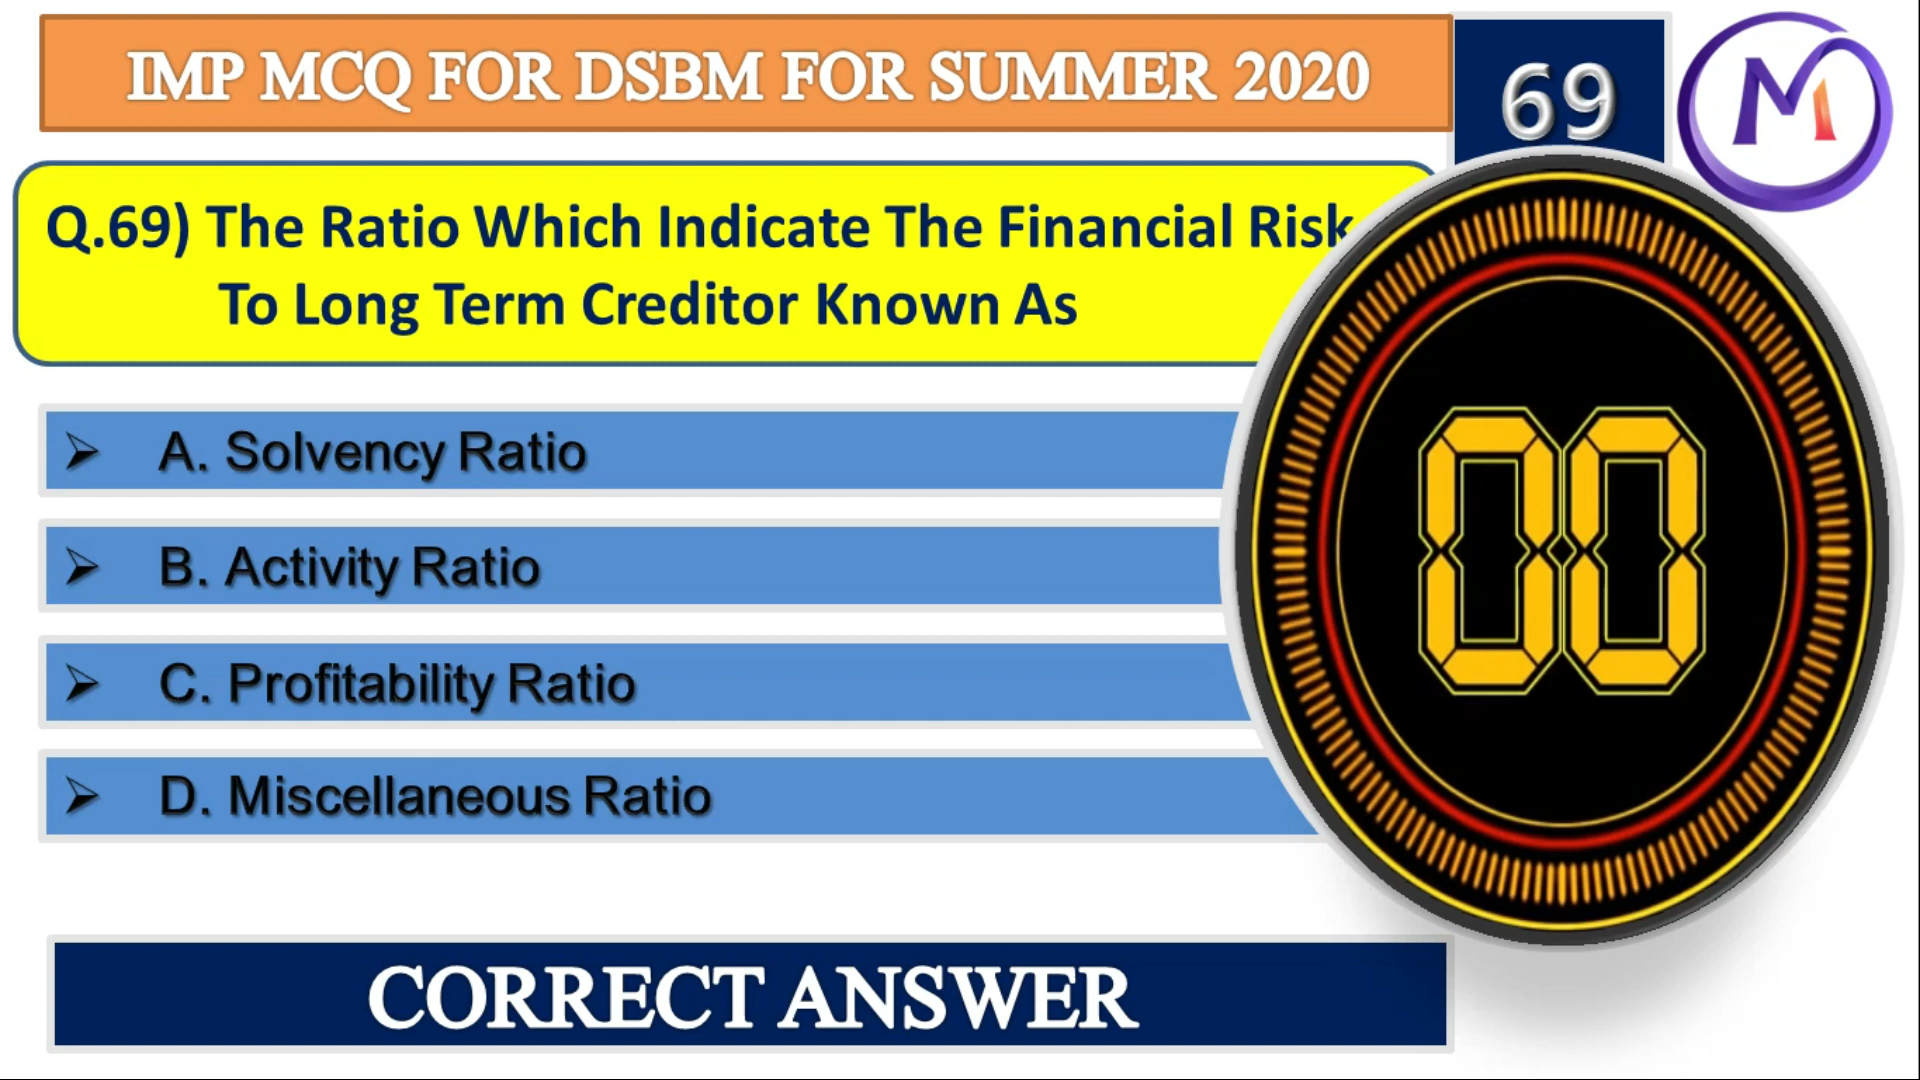 IMP MCQ FOR DSBM FOR SUMMER 2020
69
M
Q.69) The Ratio Which Indicate The Financial Risk
To Long Term Creditor Known As
A. Solvency Ratio
B. Activity Ratio
C. Profitability Ratio
D. Miscellaneous Ratio
00
CORRECT ANSWER